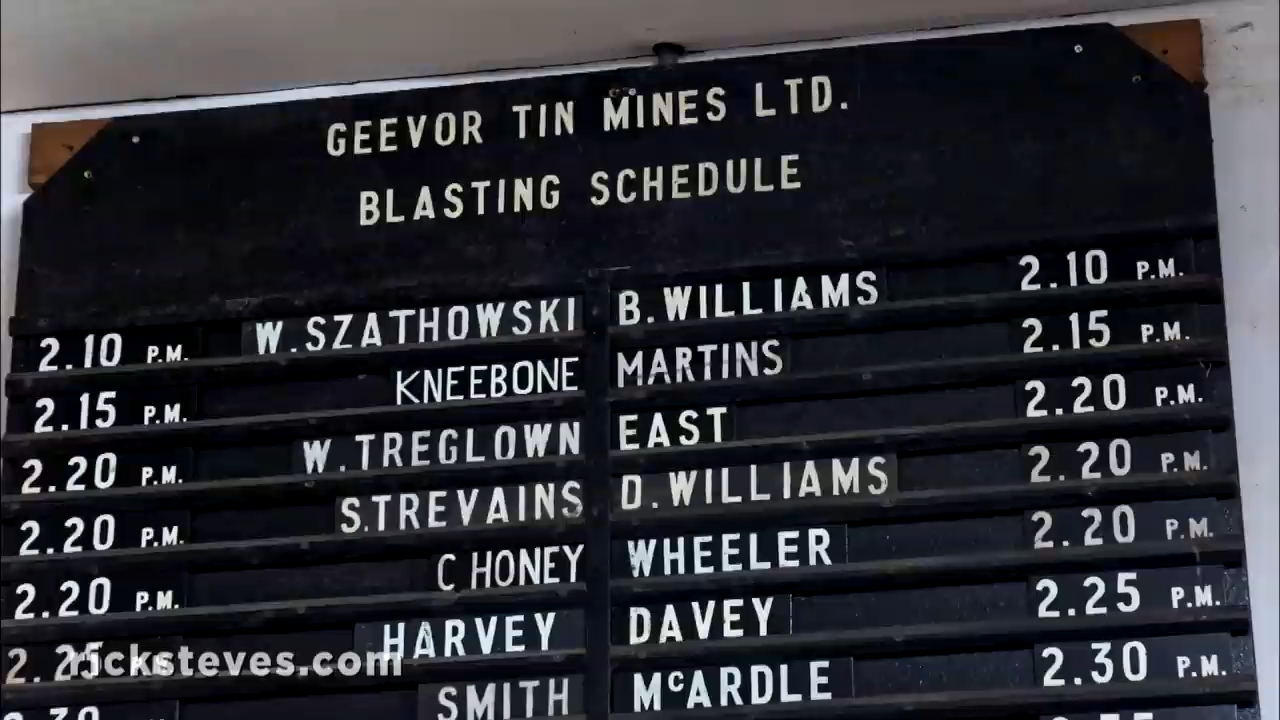 GEEVOR TIN MINES LTD.
BLASTING SCHEDULE
2.10 P.M. W.SZATHOWSKI B.WILLIAMS 2.10 P.M.
2.15 P.M. KNEEBONE MARTINS 2.15 P.M.
2.20 P.M. W.TREGLOWN EAST 2.20 P.M.
2.20 P.M. S.TREVAINS D.WILLIAMS 2.20 P.M.
2.20 P.M. C HONEY WHEELER 2.20 P.M.
2.25 HARVEY DAVEY 2.25 P.M.
SMITH McARDLE 2.30 P.M.
ricksteves.com